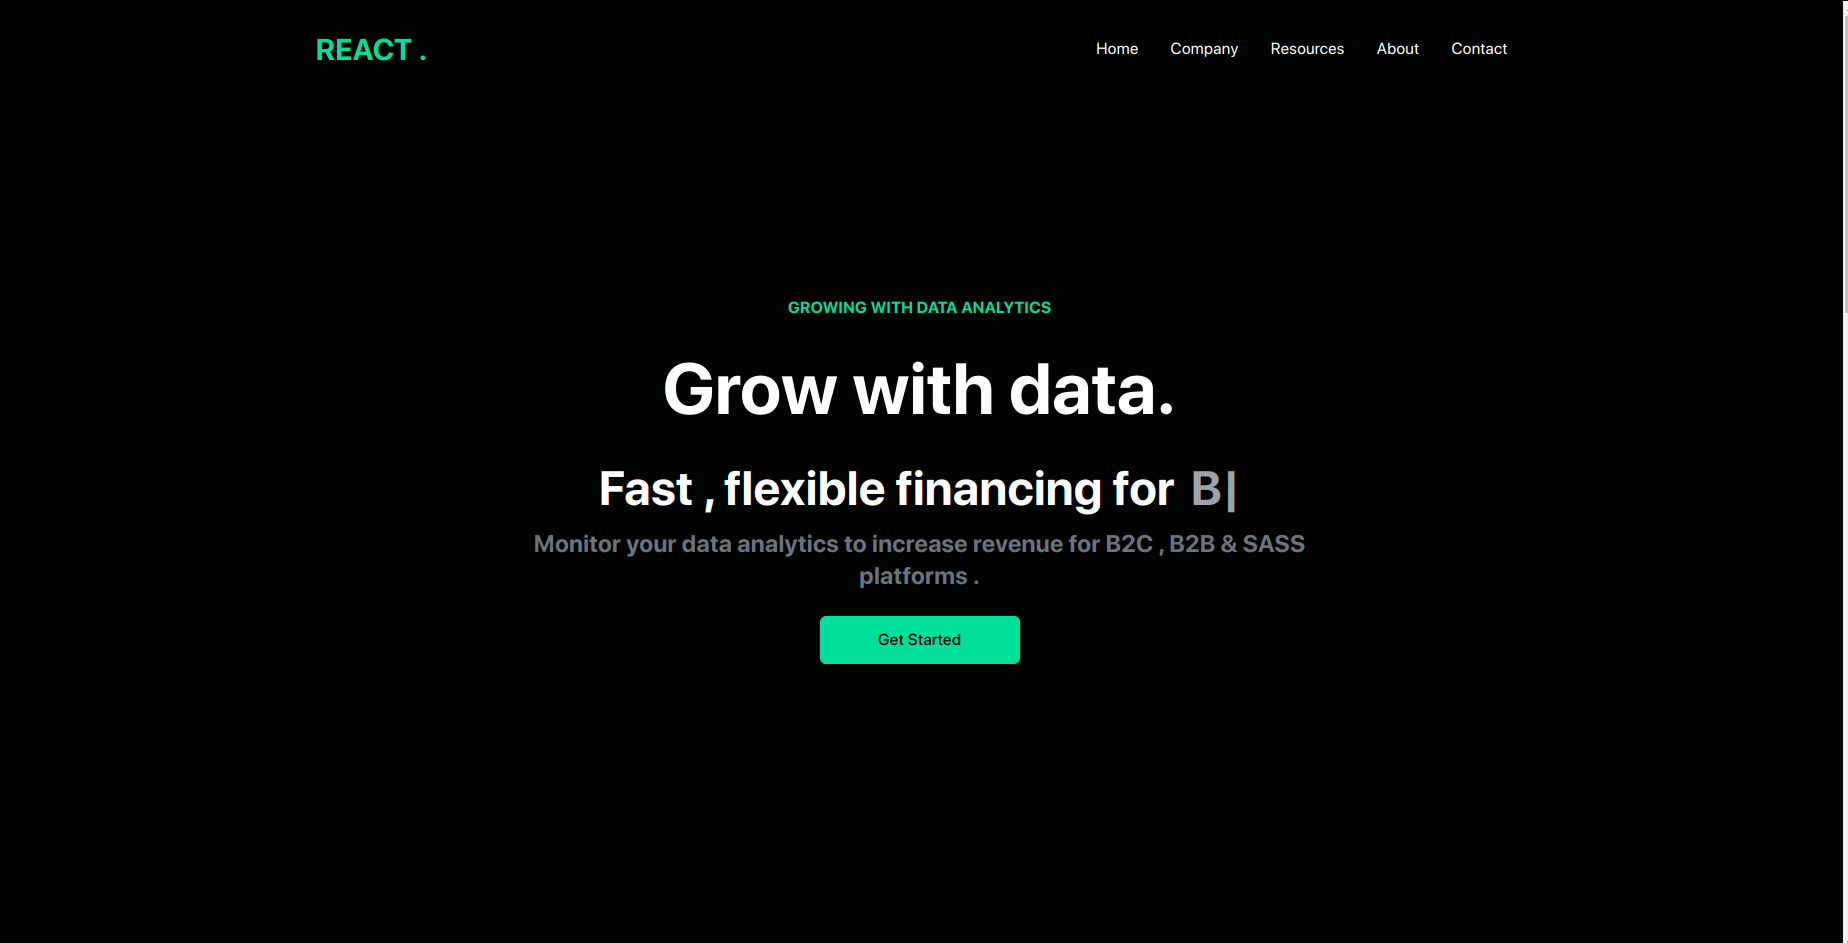 REACT .
Home Company Resources About Contact
GROWING WITH DATA ANALYTICS
Grow with data.
Fast , flexible financing for B|
Monitor your data analytics to increase revenue for B2C , B2B & SASS
platforms .
Get Started